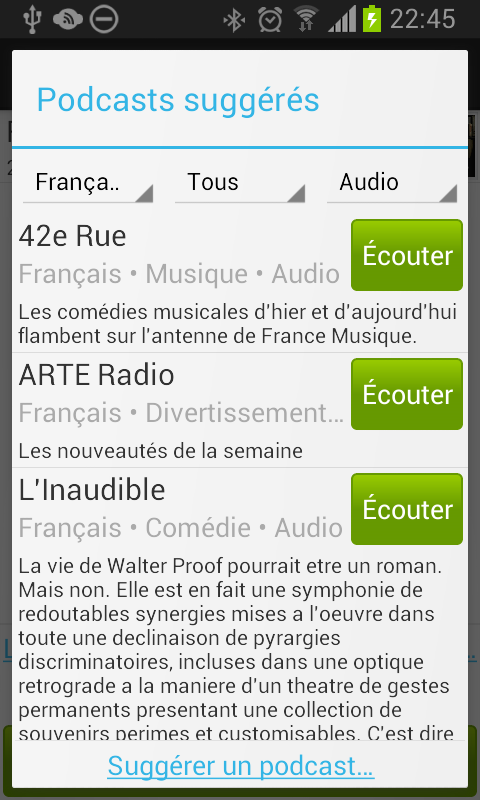 22:45
Podcasts suggérés
França..
Tous
Audio
42e Rue
Écouter
Français • Musique • Audio
Les comédies musicales d'hier et d'aujourd'hui
flambent sur l'antenne de France Musique.
ARTE Radio
Écouter
Français • Divertissement...
Les nouveautés de la semaine
L'Inaudible
Écouter
Français • Comédie • Audio
La vie de Walter Proof pourrait etre un roman.
Mais non. Elle est en fait une symphonie de
redoutables synergies mises a l'oeuvre dans
toute une declinaison de pyrargies
discriminatoires, incluses dans une optique
retrograde a la maniere d'un theatre de gestes
permanents presentant une collection de
souvenirs perimes et customisables. C'est dire
Suggérer un podcast...